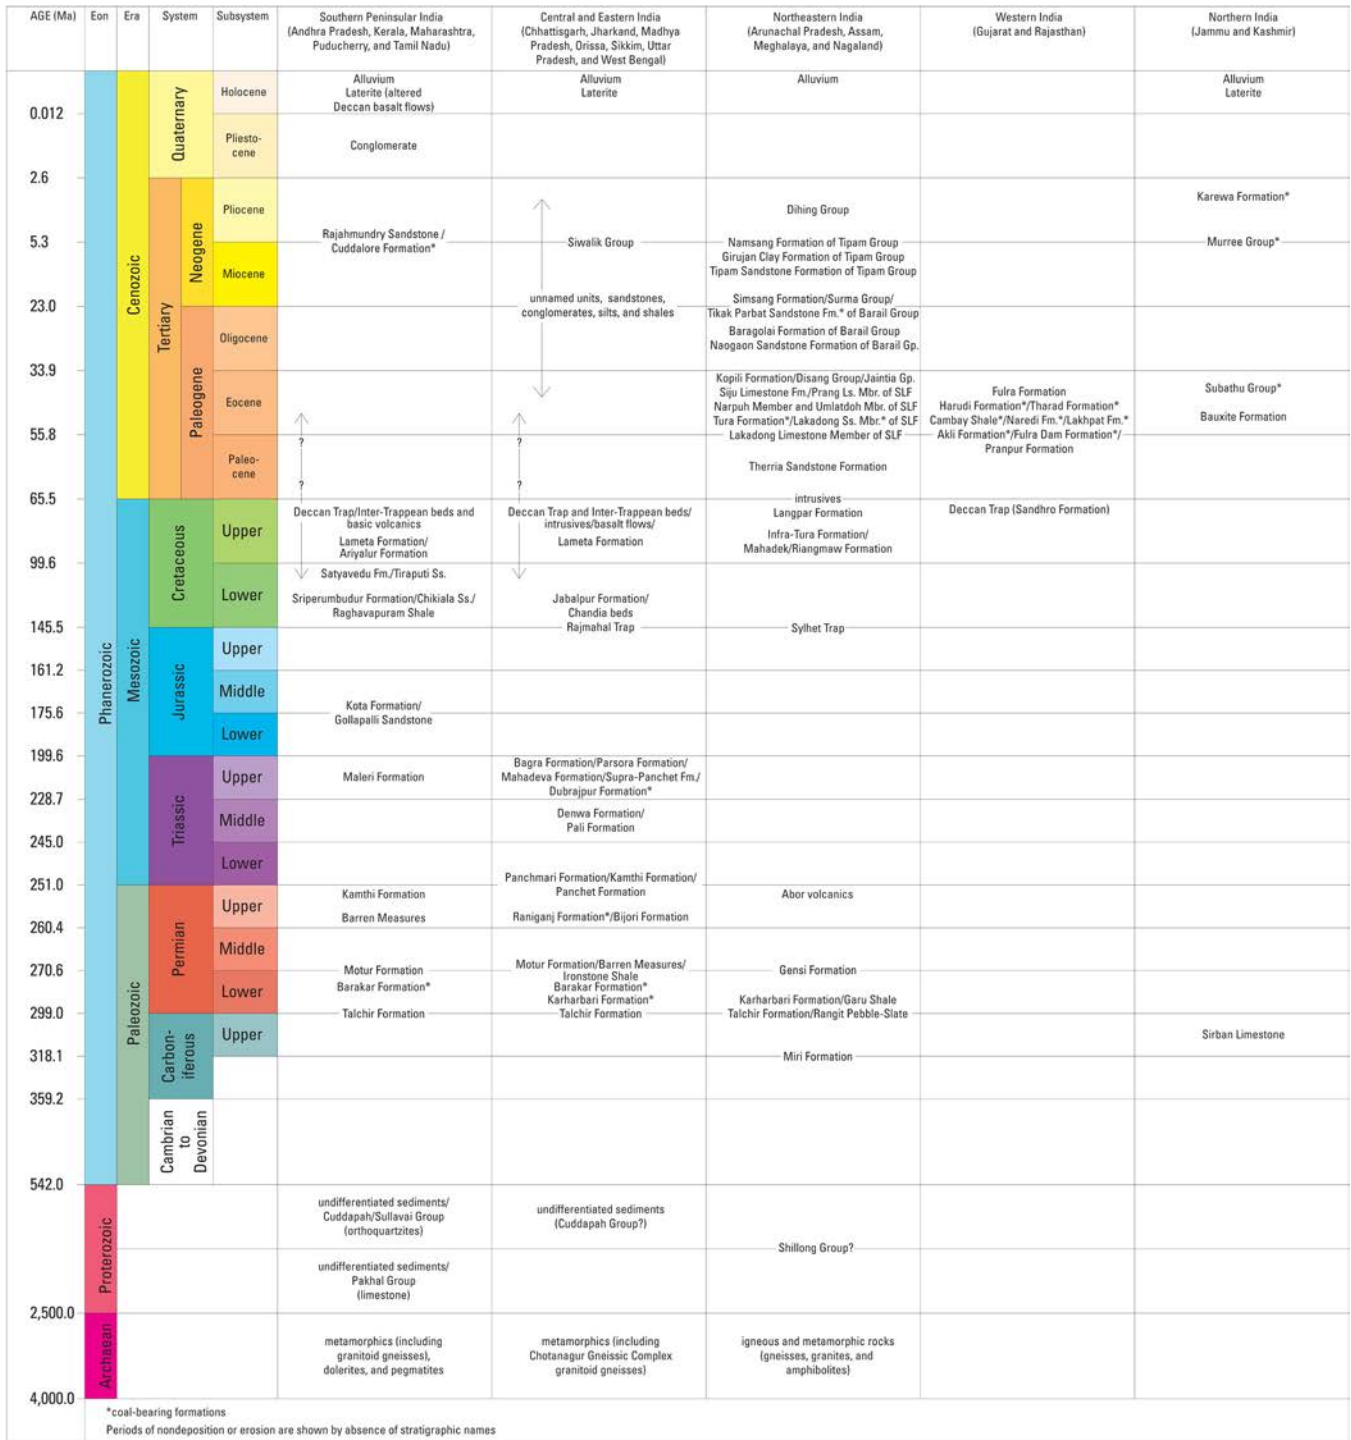 AGE (Ma)
Eon
Era
System
Subsystem
Southern Peninsular India
(Andhra Pradesh, Kerala, Maharashtra,
Puducherry, and Tamil Nadu)
Central and Eastern India
(Chhattisgarh, Jharkand, Madhya
Pradesh, Orissa, Sikkim, Uttar
Pradesh, and West Bengal)
Northeastern India
(Arunachal Pradesh, Assam,
Meghalaya, and Nagaland)
Western India
(Gujarat and Rajasthan)
Northern India
(Jammu and Kashmir)
0.012
2.6
5.3
23.0
33.9
55.8
65.5
99.6
145.5
161.2
175.6
199.6
228.7
245.0
251.0
260.4
270.6
299.0
318.1
359.2
542.0
2,500.0
4,000.0
Phanerozoic
Proterozoic
Archaean
Cenozoic
Mesozoic
Paleozoic
Quaternary
Tertiary
Neogene
Paleogene
Cretaceous
Jurassic
Triassic
Permian
Carbon-
iferous
Cambrian
to
Devonian
Holocene
Pliesto-
cene
Pliocene
Miocene
Oligocene
Eocene
Paleo-
cene
Upper
Lower
Upper
Middle
Lower
Upper
Middle
Lower
Upper
Middle
Lower
Upper
Alluvium
Laterite (altered
Deccan basalt flows)
Conglomerate
Rajahmundry Sandstone /
Cuddalore Formation*
?
?
Deccan Trap/Inter-Trappean beds and
basic volcanics
Lameta Formation/
Ariyalur Formation
Satyavedu Fm./Tiraputi Ss.
Sriperumbudur Formation/Chikiala Ss./
Raghavapuram Shale
Kota Formation/
Gollapalli Sandstone
Maleri Formation
Kamthi Formation
Barren Measures
Motur Formation
Barakar Formation*
Talchir Formation
undifferentiated sediments/
Cuddapah/Sullavai Group
(orthoquartzites)
undifferentiated sediments/
Pakhal Group
(limestone)
metamorphics (including
granitoid gneisses),
dolerites, and pegmatites
Alluvium
Laterite
Siwalik Group
unnamed units, sandstones,
conglomerates, silts, and shales
?
?
Deccan Trap and Inter-Trappean beds/
intrusives/basalt flows/
Lameta Formation
Jabalpur Formation/
Chandia beds
Rajmahal Trap
Bagra Formation/Parsora Formation/
Mahadeva Formation/Supra-Panchet Fm./
Dubrajpur Formation*
Denwa Formation/
Pali Formation
Panchmari Formation/Kamthi Formation/
Panchet Formation
Raniganj Formation*/Bijori Formation
Motur Formation/Barren Measures/
Ironstone Shale
Barakar Formation*
Karharbari Formation*
Talchir Formation
undifferentiated sediments
(Cuddapah Group?)
metamorphics (including
Chotanagur Gneissic Complex
granitoid gneisses)
Alluvium
Dihing Group
Namsang Formation of Tipam Group
Girujan Clay Formation of Tipam Group
Tipam Sandstone Formation of Tipam Group
Simsang Formation/Surma Group/
Tikak Parbat Sandstone Fm.* of Barail Group
Baragolai Formation of Barail Group
Naogaon Sandstone Formation of Barail Gp.
Kopili Formation/Disang Group/Jaintia Gp.
Siju Limestone Fm./Prang Ls. Mbr. of SLF
Narpuh Member and Umlatdoh Mbr. of SLF
Tura Formation*/Lakadong Ss. Mbr.* of SLF
Lakadong Limestone Member of SLF
Therria Sandstone Formation
intrusives
Langpar Formation
Infra-Tura Formation/
Mahadek/Riangmaw Formation
Sylhet Trap
Abor volcanics
Gensi Formation
Karharbari Formation/Garu Shale
Talchir Formation/Rangit Pebble-Slate
Miri Formation
Shillong Group?
igneous and metamorphic rocks
(gneisses, granites, and
amphibolites)
Fulra Formation
Harudi Formation*/Tharad Formation*
Cambay Shale*/Naredi Fm.*/Lakhpat Fm.*
Akli Formation*/Fulra Dam Formation*/
Pranpur Formation
Deccan Trap (Sandhro Formation)
Alluvium
Laterite
Karewa Formation*
Murree Group*
Subathu Group*
Bauxite Formation
Sirban Limestone
*coal-bearing formations
Periods of nondeposition or erosion are shown by absence of stratigraphic names